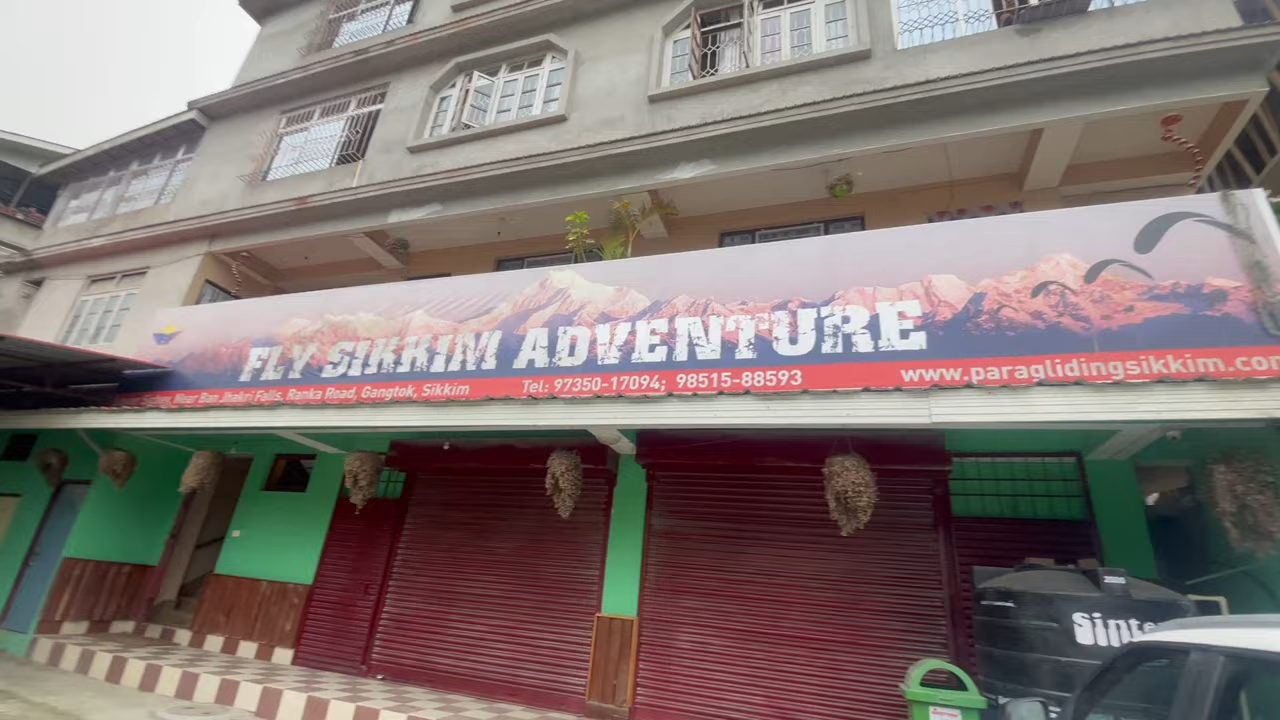 FLY SIKKIM ADVENTURE
Near Ban Jhakri Falls, Ranka Road, Gangtok, Sikkim
Tel: 97350-17094; 98515-88593
www.paraglidingsikkim.com
Sinte